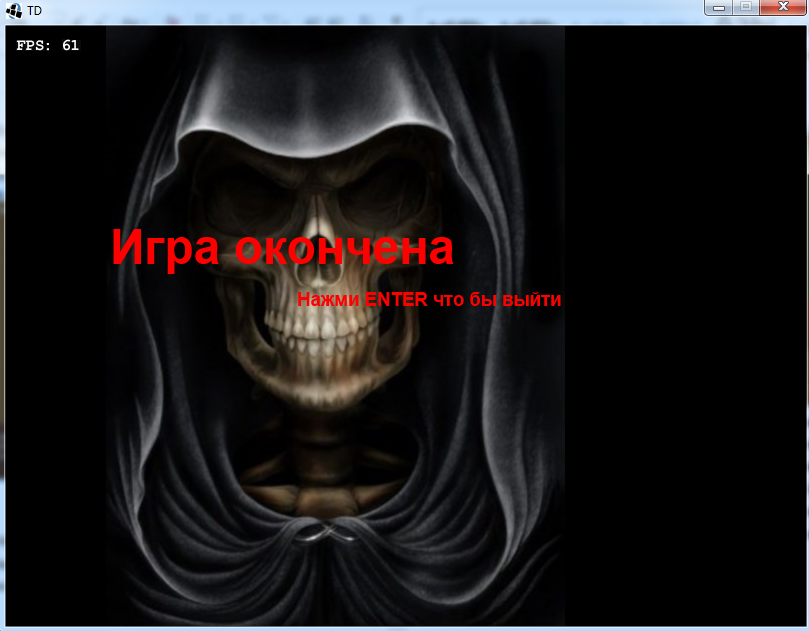 TD
FPS: 61
Игра окончена
Нажми ENTER что бы выйти